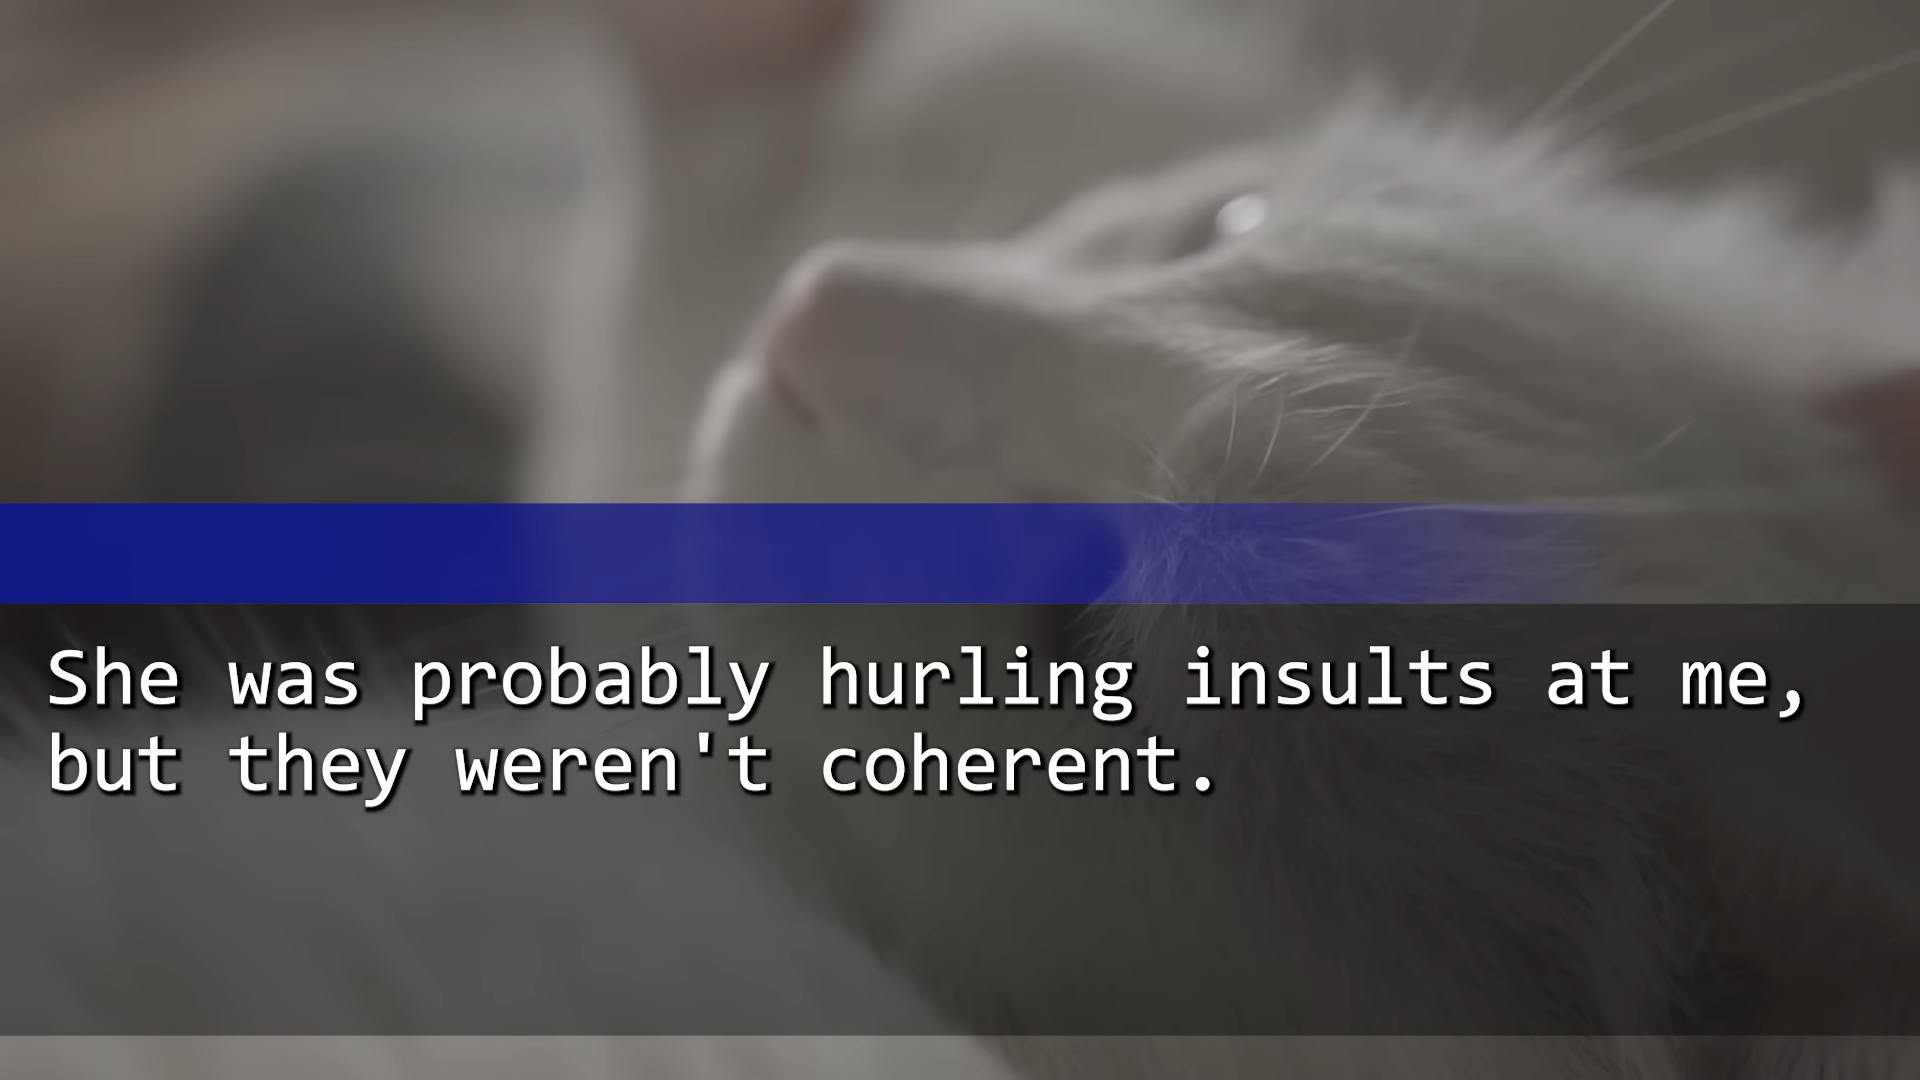 She was probably hurling insults at me,
but they weren't coherent.